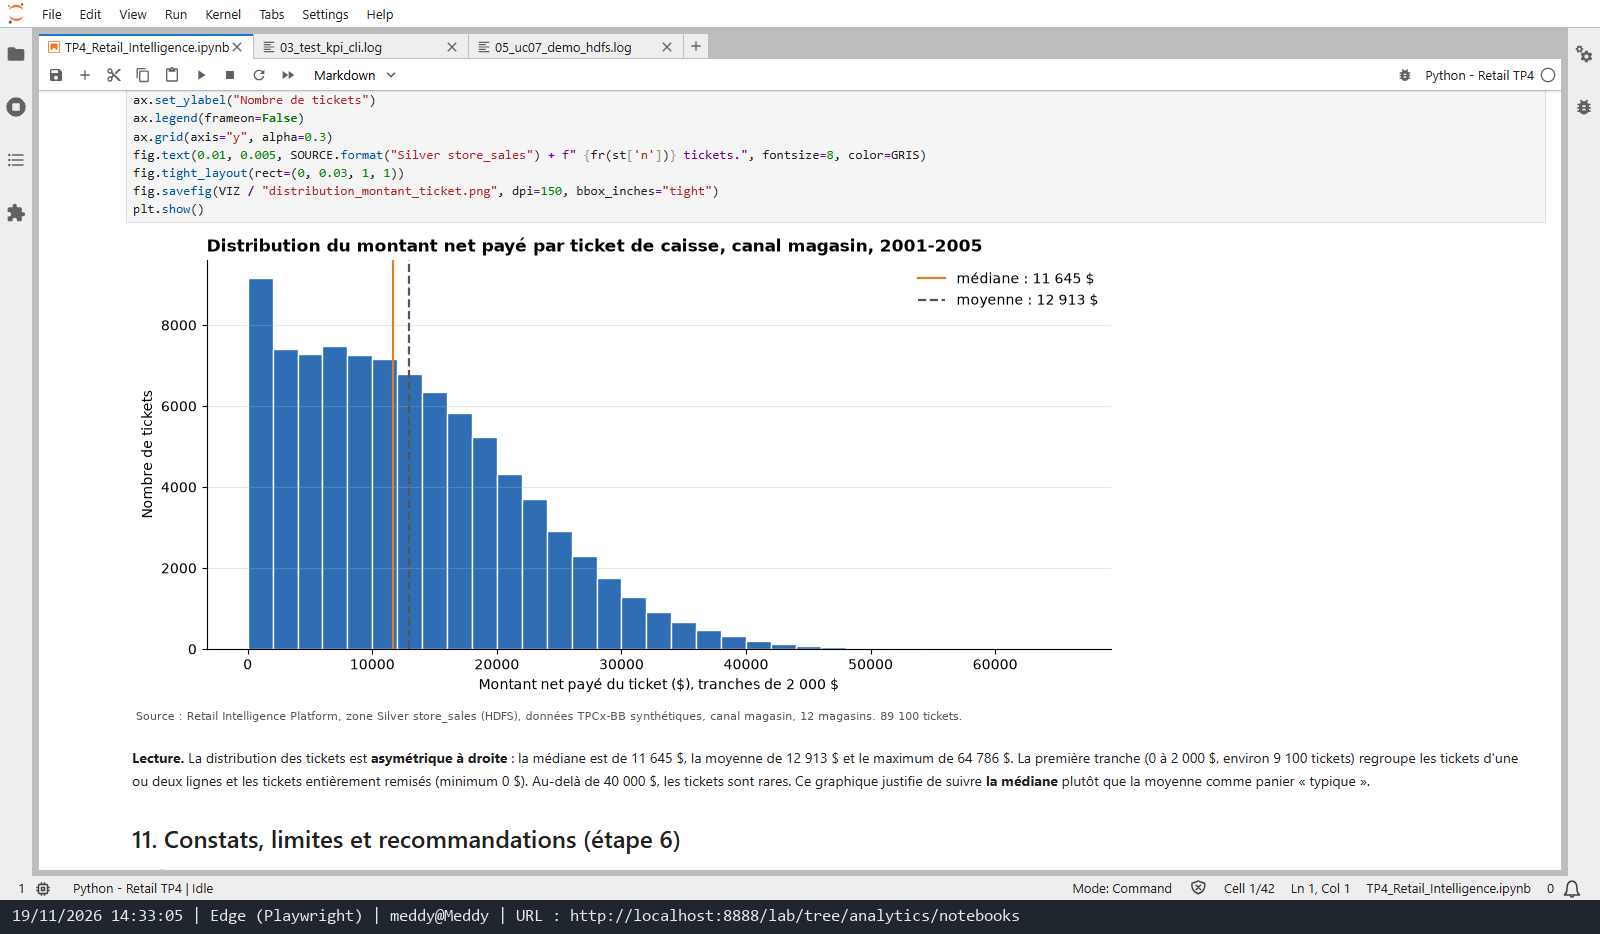 File Edit View Run Kernel Tabs Settings Help
TP4_Retail_Intelligence.ipynb 03_test_kpi_cli.log 05_uc07_demo_hdfs.log
Markdown Python - Retail TP4
ax.set_ylabel("Nombre de tickets")
ax.legend(frameon=False)
ax.grid(axis="y", alpha=0.3)
fig.text(0.01, 0.005, SOURCE.format("Silver store_sales") + f" {fr(st['n'])} tickets.", fontsize=8, color=GRIS)
fig.tight_layout(rect=(0, 0.03, 1, 1))
fig.savefig(VIZ / "distribution_montant_ticket.png", dpi=150, bbox_inches="tight")
plt.show()
Distribution du montant net payé par ticket de caisse, canal magasin, 2001-2005
médiane : 11 645 $
moyenne : 12 913 $
8000
6000
4000
2000
0
Nombre de tickets
0 10000 20000 30000 40000 50000 60000
Montant net payé du ticket ($), tranches de 2 000 $
Source : Retail Intelligence Platform, zone Silver store_sales (HDFS), données TPCx-BB synthétiques, canal magasin, 12 magasins. 89 100 tickets.
Lecture. La distribution des tickets est asymétrique à droite : la médiane est de 11 645 $, la moyenne de 12 913 $ et le maximum de 64 786 $. La première tranche (0 à 2 000 $, environ 9 100 tickets) regroupe les tickets d'une
ou deux lignes et les tickets entièrement remisés (minimum 0 $). Au-delà de 40 000 $, les tickets sont rares. Ce graphique justifie de suivre la médiane plutôt que la moyenne comme panier « typique ».
11. Constats, limites et recommandations (étape 6)
1 Python - Retail TP4 | Idle Mode: Command Cell 1/42 Ln 1, Col 1 TP4_Retail_Intelligence.ipynb 0
19/11/2026 14:33:05 | Edge (Playwright) | meddy@Meddy | URL : http://localhost:8888/lab/tree/analytics/notebooks